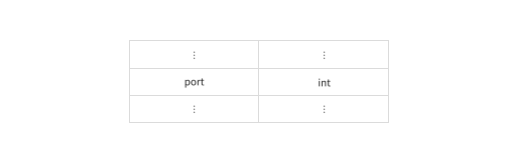 ⋮ ⋮
port int
⋮ ⋮